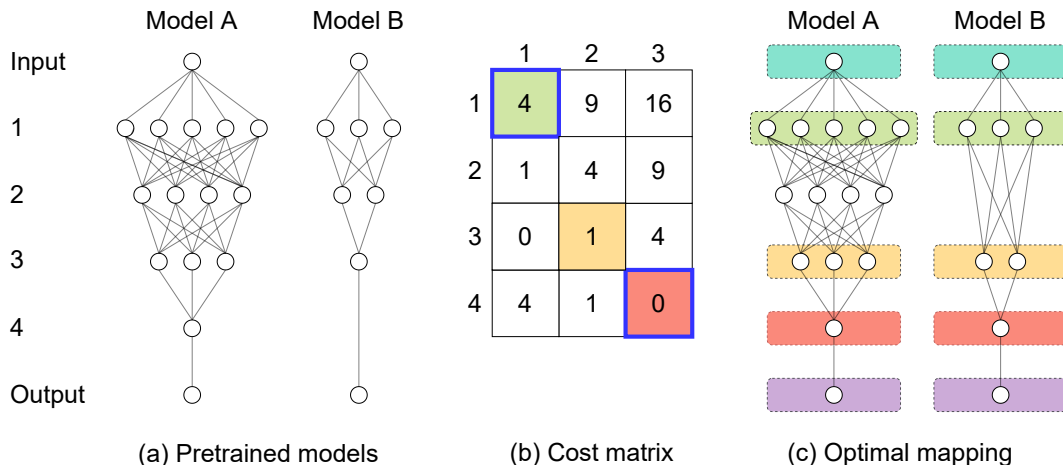 Model A Model B
Input
1
2
3
4
Output
(a) Pretrained models
1 2 3
1 4 9 16
2 1 4 9
3 0 1 4
4 4 1 0
(b) Cost matrix
Model A Model B
(c) Optimal mapping